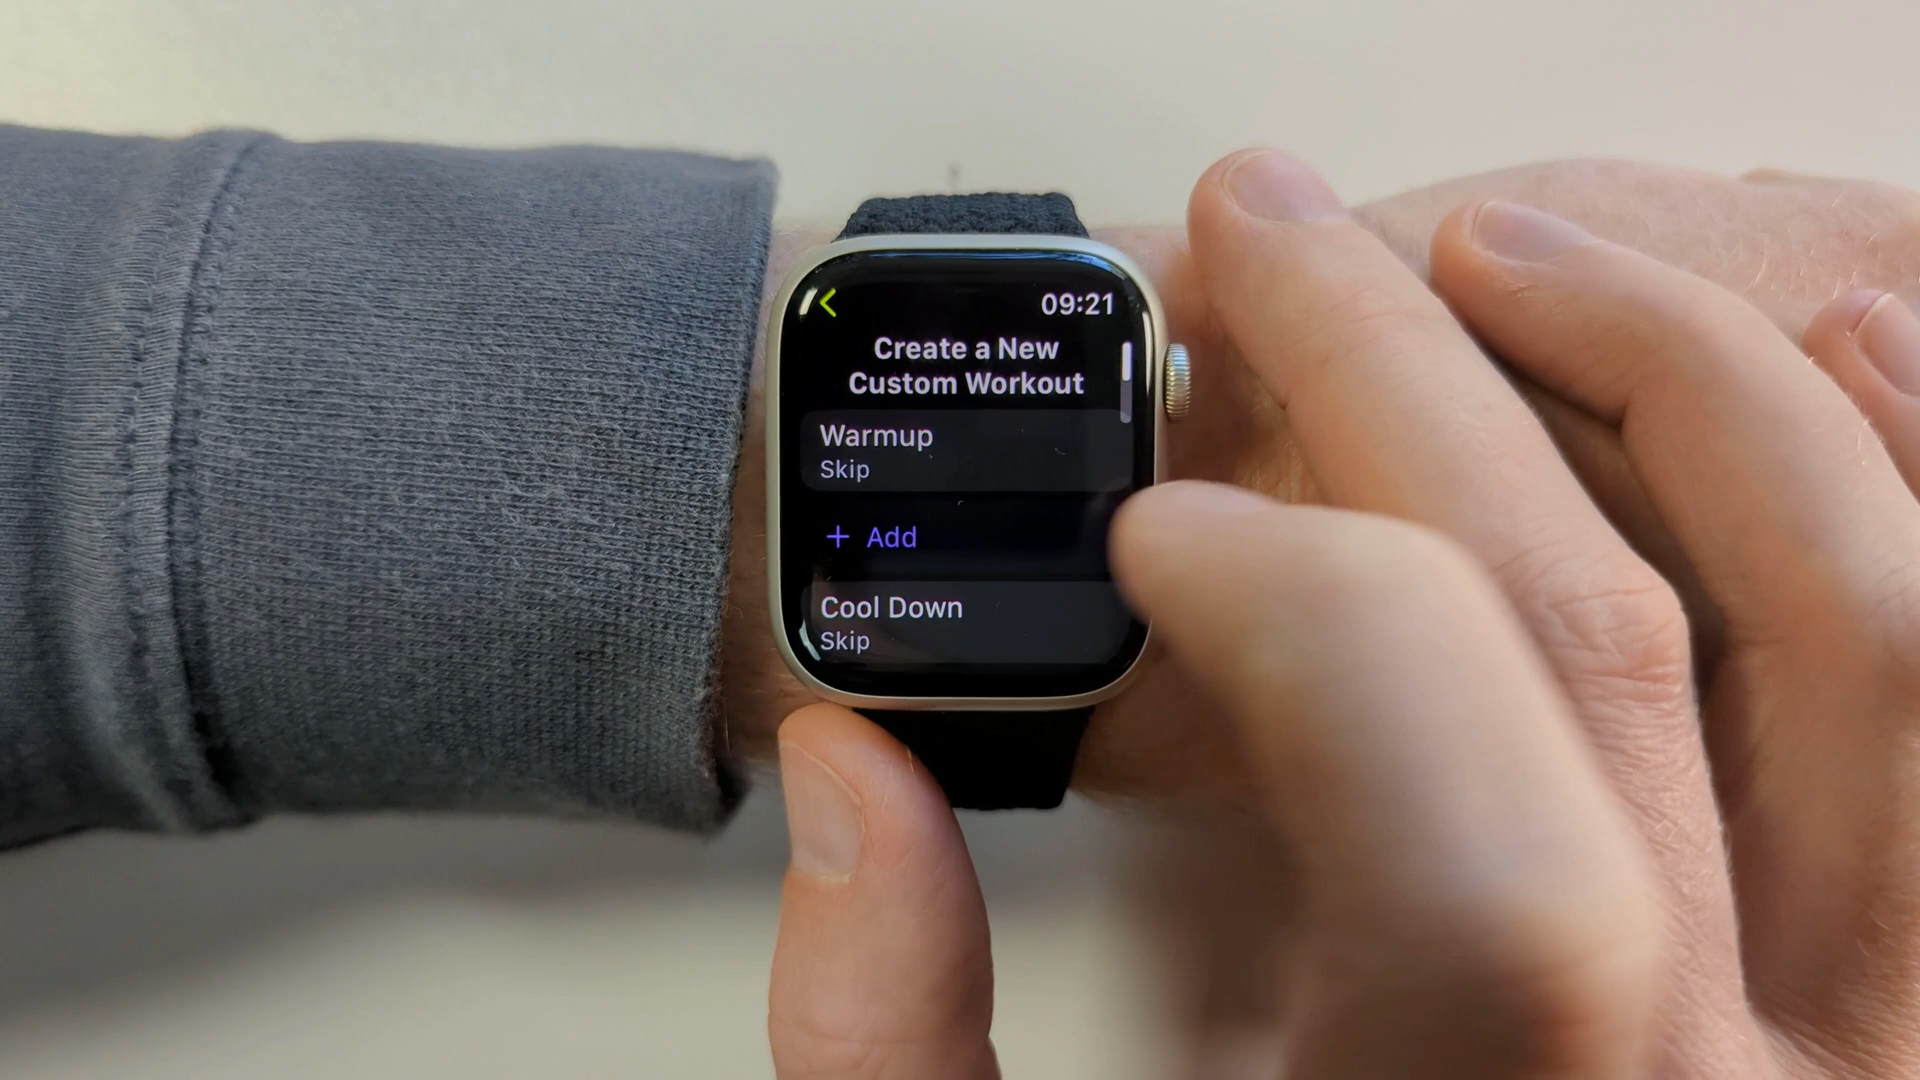 09:21
Create a New
Custom Workout
Warmup
Skip
+ Add
Cool Down
Skip